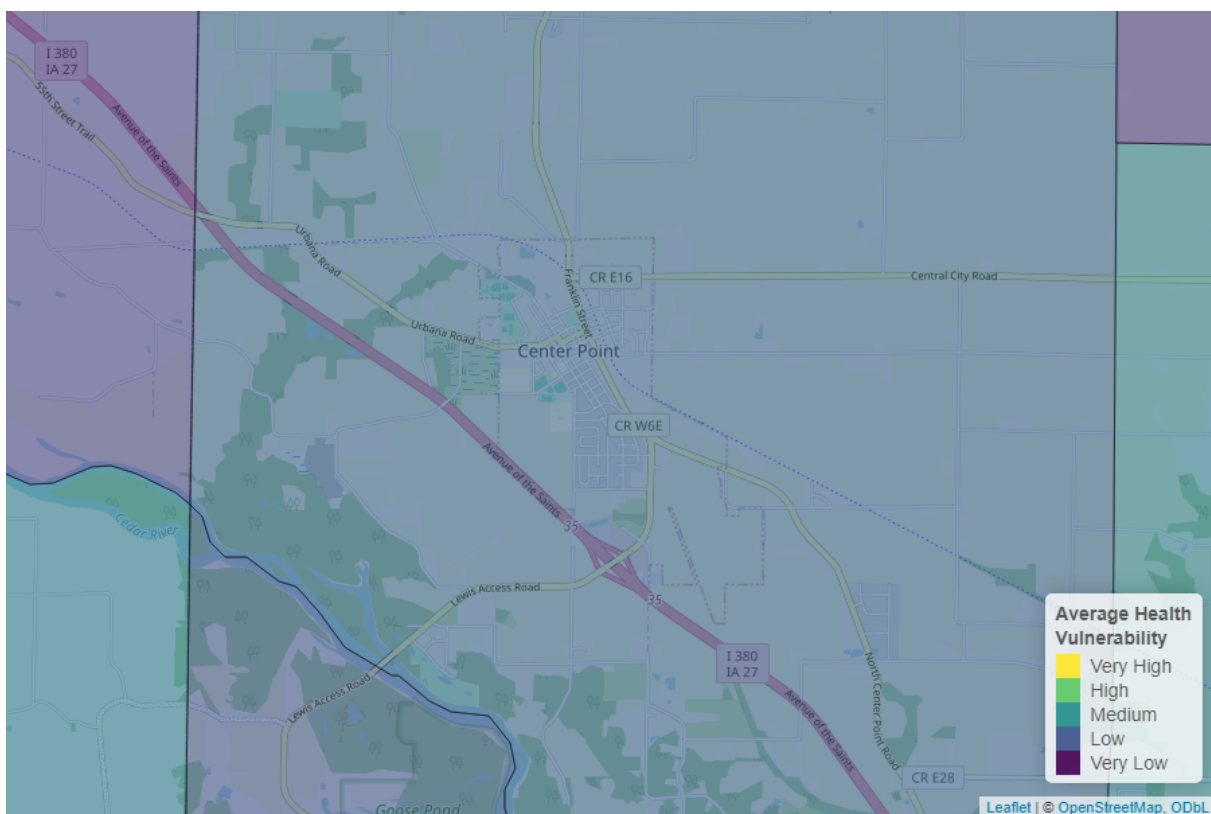 I 380
IA 27
55th Street Trail
Avenue of the Saints
Urbana Road
Franklin Street
CR E16
Central City Road
Urbana Road
Center Point
CR W6E
Avenue of the Saints
35
Cedar River
Lewis Access Road
35
I 380
IA 27
North Center Point Road
Lewis Access Road
Avenue of the Saints
CR E28
Goose Pond
Average Health
Vulnerability
Very High
High
Medium
Low
Very Low
Leaflet | © OpenStreetMap, ODbL